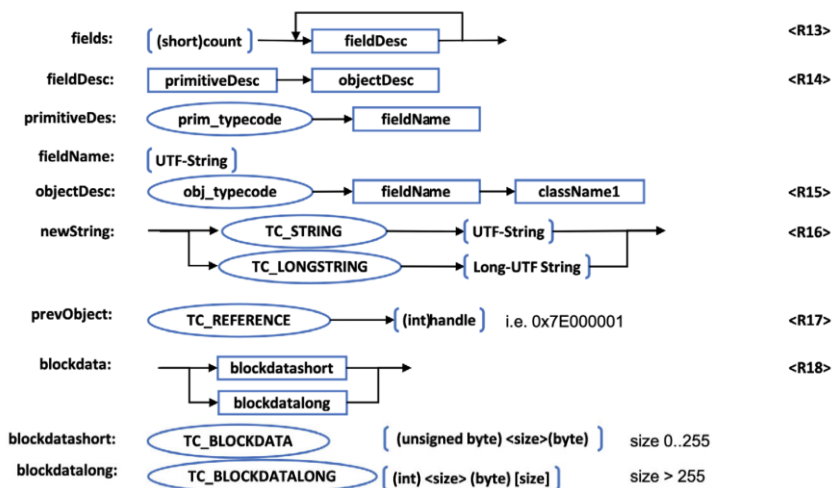 fields: (short)count fieldDesc <R13>
fieldDesc: primitiveDesc objectDesc <R14>
primitiveDes: prim_typecode fieldName
fieldName: UTF-String
objectDesc: obj_typecode fieldName className1 <R15>
newString: TC_STRING UTF-String <R16>
TC_LONGSTRING Long-UTF String
prevObject: TC_REFERENCE (int)handle i.e. 0x7E000001 <R17>
blockdata: blockdatashort <R18>
blockdatalong
blockdatashort: TC_BLOCKDATA (unsigned byte) <size>(byte) size 0..255
blockdatalong: TC_BLOCKDATALONG (int) <size> (byte) [size] size > 255